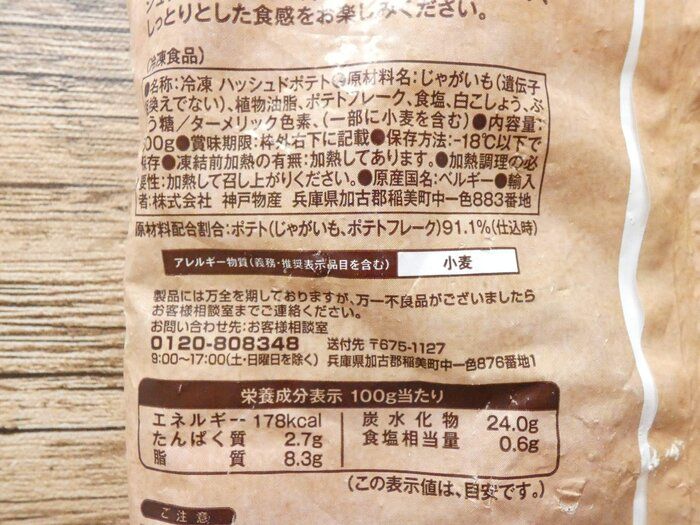 しっとりとした食感をお楽しみください。
(冷凍食品)
●名称:冷凍 ハッシュドポテト●原材料名:じゃがいも(遺伝子
換えでない)、植物油脂、ポテトフレーク、食塩、白こしょう、ぶ
う糖/ターメリック色素、(一部に小麦を含む)●内容量:
00g●賞味期限:枠外右下に記載●保存方法:-18℃以下で
存●凍結前加熱の有無:加熱してあります。●加熱調理の必
要性:加熱して召し上がりください。●原産国名:ベルギー●輸入
者:株式会社 神戸物産 兵庫県加古郡稲美町中一色883番地
原材料配合割合:ポテト(じゃがいも、ポテトフレーク)91.1%(仕込時)
アレルギー物質(義務・推奨表示品目を含む) 小麦
製品には万全を期しておりますが、万一不良品がございましたら
お客様相談室までご連絡ください。
お問い合わせ先:お客様相談室
0120-808348 送付先 〒675-1127
9:00~17:00(土・日曜日を除く) 兵庫県加古郡稲美町中一色876番地1
栄養成分表示 100g当たり
エネルギー 178kcal 炭水化物 24.0g
たんぱく質 2.7g 食塩相当量 0.6g
脂質 8.3g
(この表示値は、目安です。)
ご注意